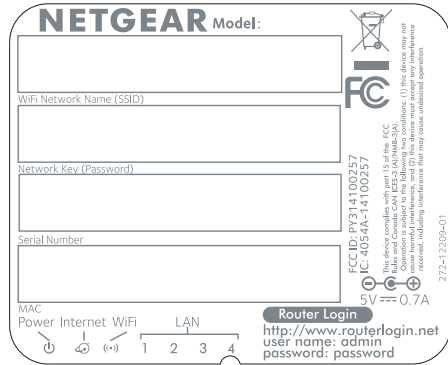 NETGEAR Model:
WiFi Network Name (SSID)
Network Key (Password)
Serial Number
MAC
Power Internet WiFi LAN
1 2 3 4
FC
FCC ID: PY314100257
IC: 4054A-14100257
This device complies with part 15 of the FCC
Rules and Canada CAN ICES-3 (A)/NMB-3(A).
Operation is subject to the following two conditions: (1) this device may not
cause harmful interference, and (2) this device must accept any interference
received, including interference that may cause undesired operation.
5V 0.7A
272-12209-01
Router Login
http://www.routerlogin.net
user name: admin
password: password